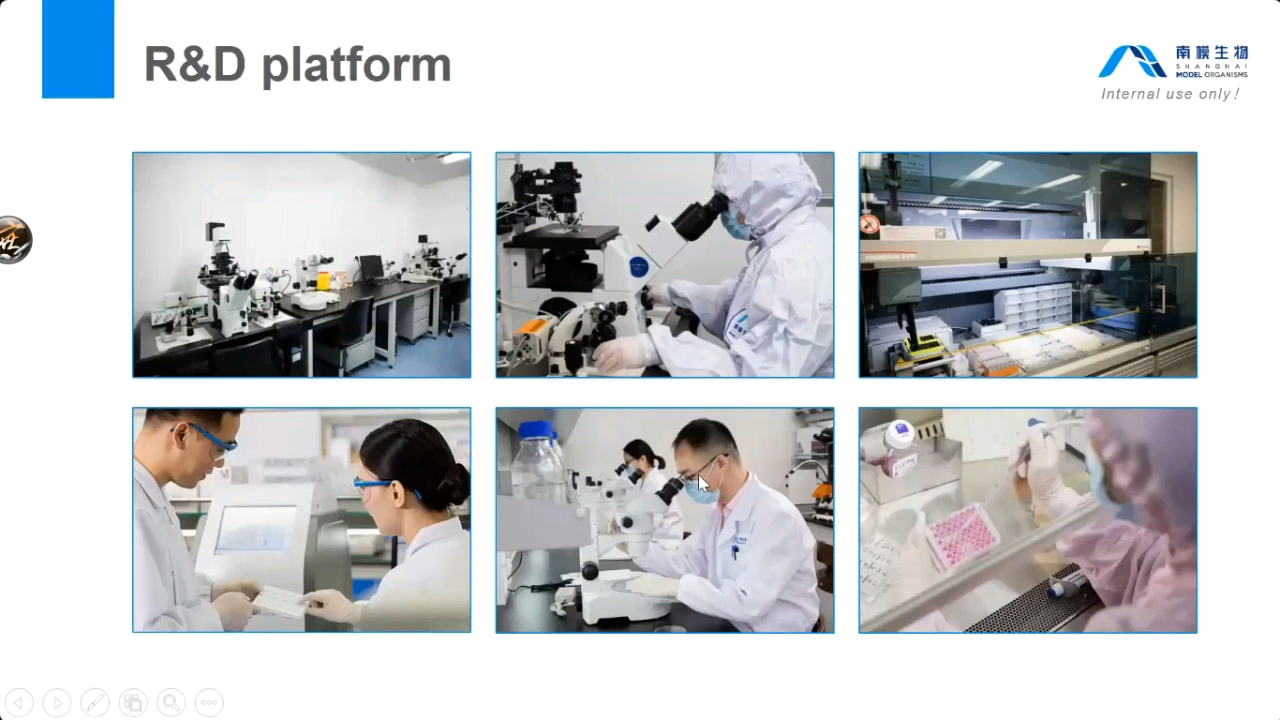 R&D platform
南模生物
SHANGHAI
MODEL ORGANISMS
Internal use only!